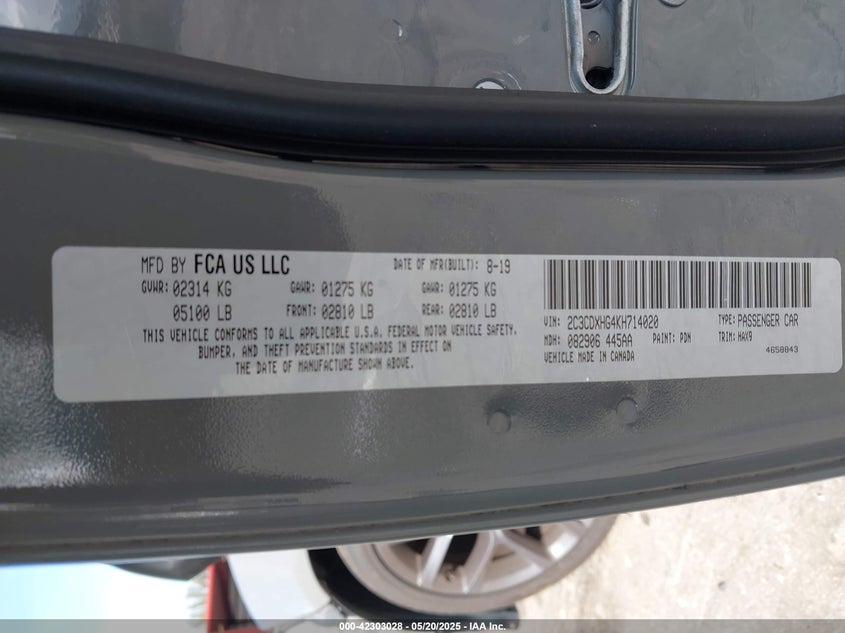 MFD BY FCA US LLC DATE OF MFR(BUILT): 8-19
GVWR: 02314 KG GAWR: 01275 KG GAWR: 01275 KG
05100 LB FRONT: 02810 LB REAR: 02810 LB
THIS VEHICLE CONFORMS TO ALL APPLICABLE U.S.A. FEDERAL MOTOR VEHICLE SAFETY,
BUMPER, AND THEFT PREVENTION STANDARDS IN EFFECT ON
THE DATE OF MANUFACTURE SHOWN ABOVE.
VIN: 2C3CDXHG4KH714020 TYPE: PASSENGER CAR
MDH: 082906 445AA PAINT: PDN TRIM: HAX9
VEHICLE MADE IN CANADA 4658843
000-42303028 - 05/20/2025 - IAA Inc.